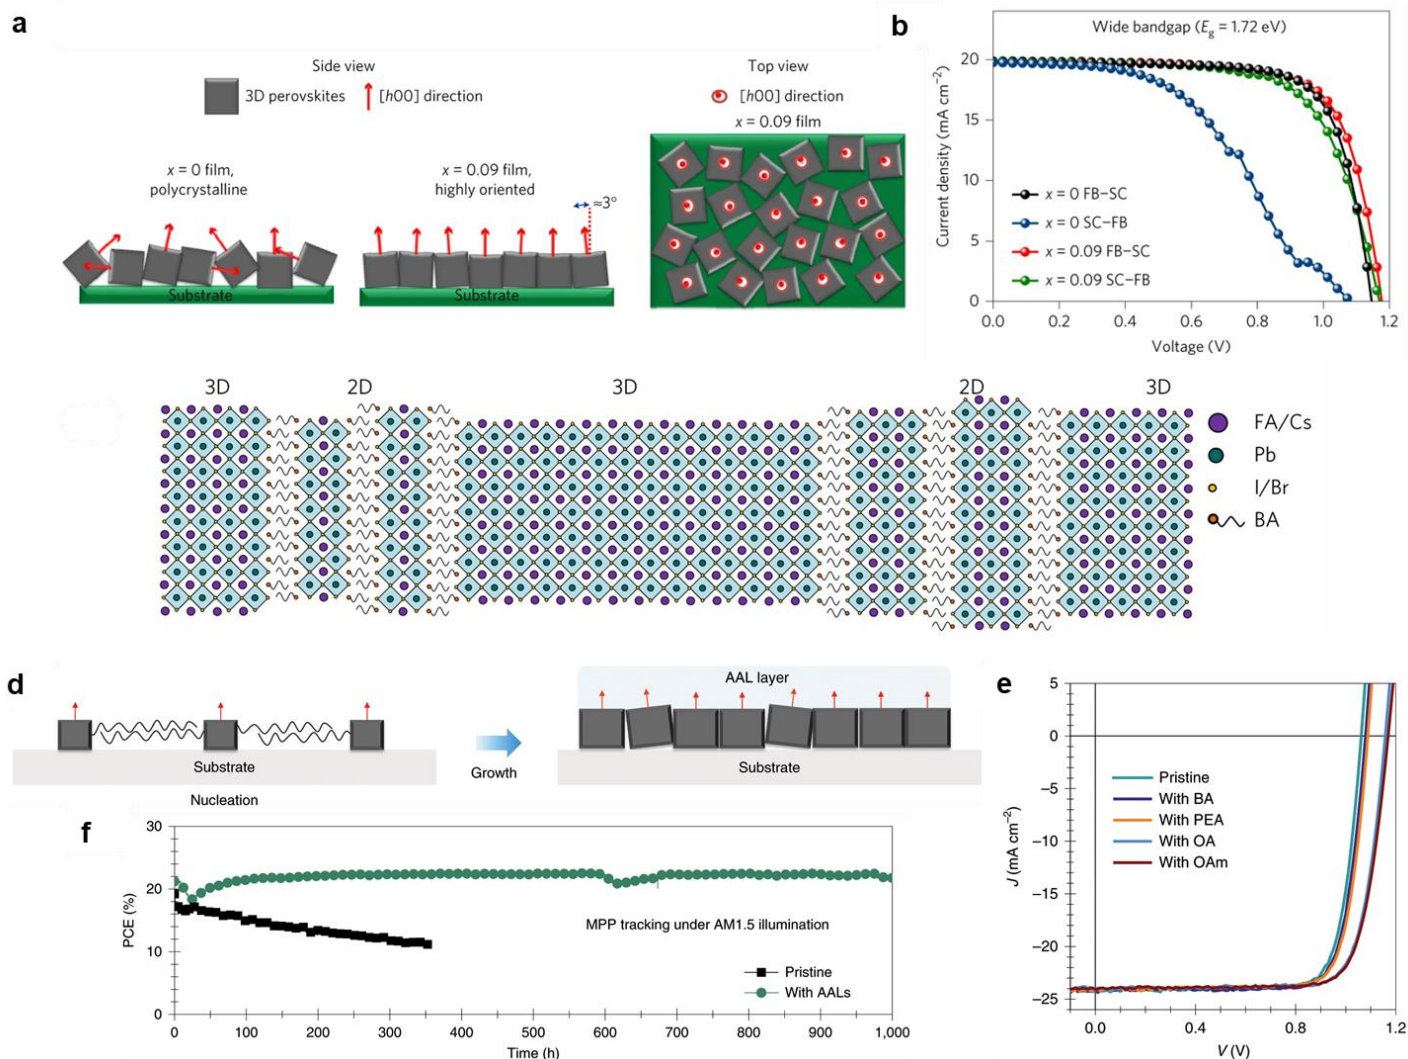 a
Side view
3D perovskites
[h00] direction
Top view
[h00] direction
x = 0.09 film
x = 0 film,
polycrystalline
x = 0.09 film,
highly oriented
≈3°
Substrate
Substrate
b
Wide bandgap (Eg = 1.72 eV)
Current density (mA cm−2)
20
15
10
5
0
x = 0 FB–SC
x = 0 SC–FB
x = 0.09 FB–SC
x = 0.09 SC–FB
0.0 0.2 0.4 0.6 0.8 1.0 1.2
Voltage (V)
3D 2D 3D 2D 3D
FA/Cs
Pb
I/Br
BA
d
Substrate
Nucleation
Growth
AAL layer
Substrate
e
J (mA cm−2)
5
0
−5
−10
−15
−20
−25
Pristine
With BA
With PEA
With OA
With OAm
0.0 0.4 0.8 1.2
V (V)
f
PCE (%)
30
20
10
0
MPP tracking under AM1.5 illumination
Pristine
With AALs
0 100 200 300 400 500 600 700 800 900 1,000
Time (h)